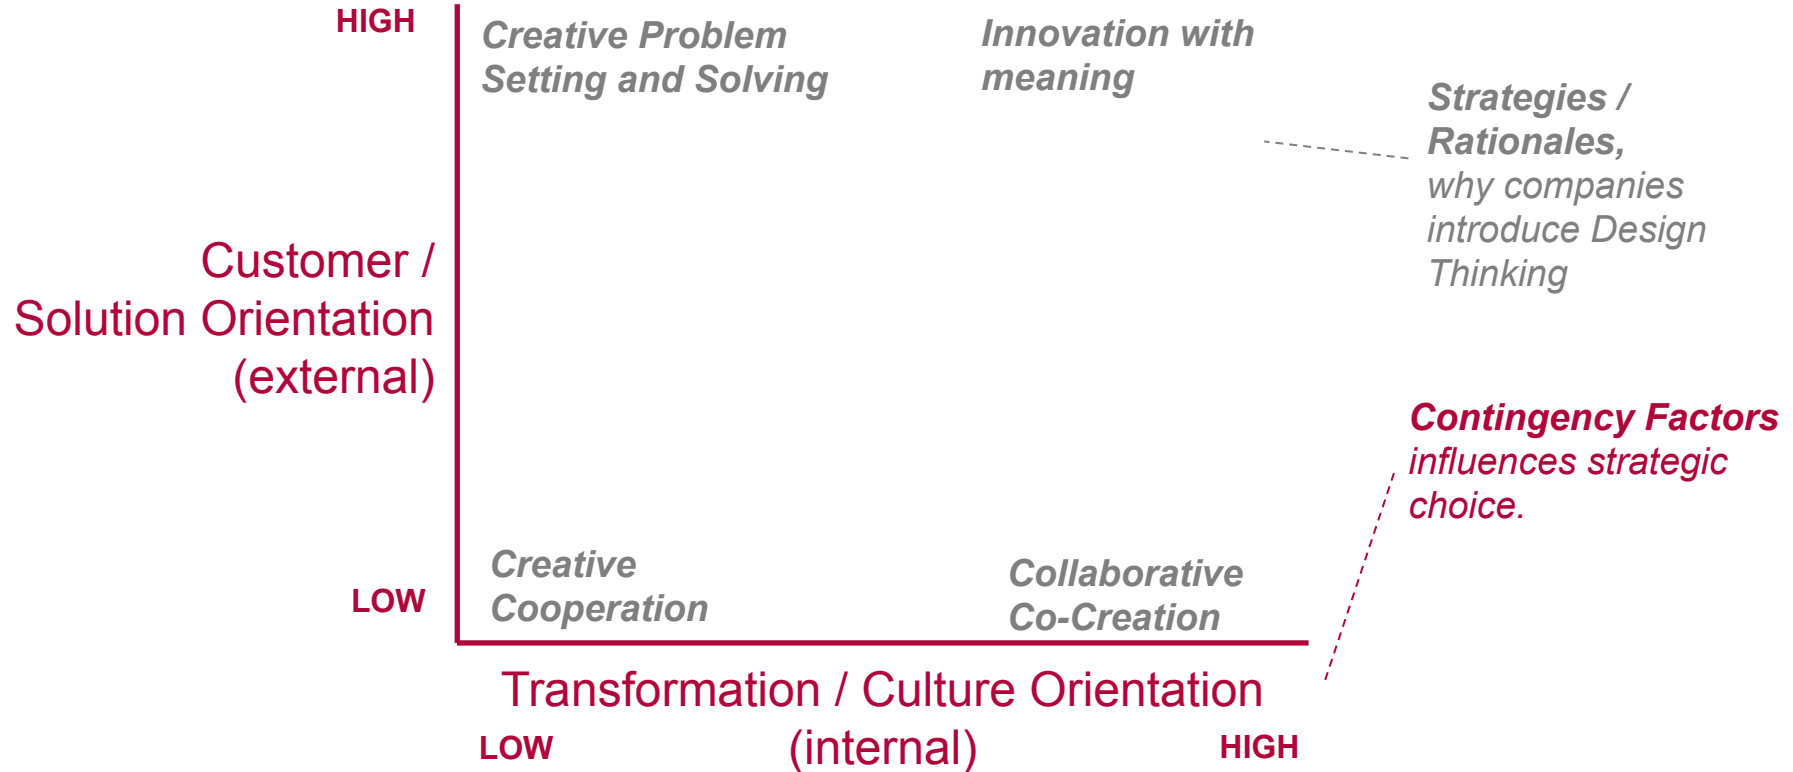 HIGH
Creative Problem
Setting and Solving
Innovation with
meaning
Strategies /
Rationales,
why companies
introduce Design
Thinking
Customer /
Solution Orientation
(external)
Contingency Factors
influences strategic
choice.
LOW
Creative
Cooperation
Collaborative
Co-Creation
Transformation / Culture Orientation
(internal)
LOW
HIGH